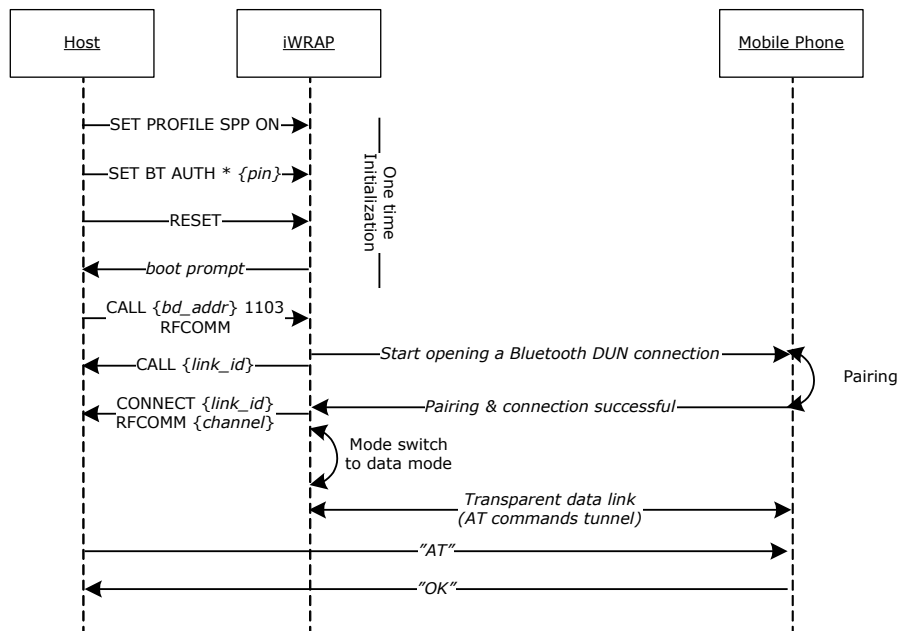 Host
iWRAP
Mobile Phone
SET PROFILE SPP ON
SET BT AUTH * {pin}
RESET
boot prompt
One time
Initialization
CALL {bd_addr} 1103
RFCOMM
Start opening a Bluetooth DUN connection
CALL {link_id}
Pairing
CONNECT {link_id}
RFCOMM {channel}
Pairing & connection successful
Mode switch
to data mode
Transparent data link
(AT commands tunnel)
"AT"
"OK"